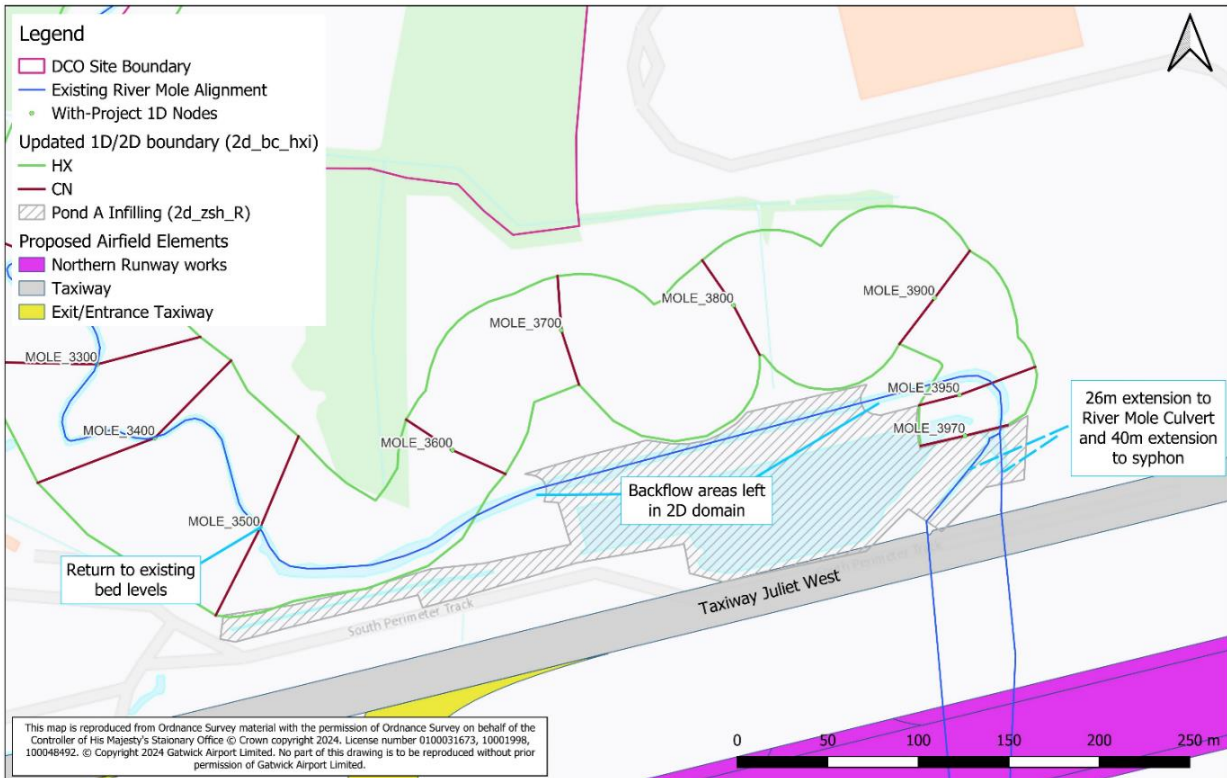 Legend
DCO Site Boundary
Existing River Mole Alignment
With-Project 1D Nodes
Updated 1D/2D boundary (2d_bc_hxi)
HX
CN
Pond A Infilling (2d_zsh_R)
Proposed Airfield Elements
Northern Runway works
Taxiway
Exit/Entrance Taxiway
MOLE_3300
MOLE_3400
MOLE_3500
MOLE_3600
MOLE_3700
MOLE_3800
MOLE_3900
MOLE_3950
MOLE_3970
26m extension to
River Mole Culvert
and 40m extension
to syphon
Backflow areas left
in 2D domain
Return to existing
bed levels
South Perimeter Track
Taxiway Juliet West
This map is reproduced from Ordnance Survey material with the permission of Ordnance Survey on behalf of the
Controller of His Majesty's Staionary Office © Crown copyright 2024. License number 0100031673, 10001998,
100048492. © Copyright 2024 Gatwick Airport Limited. No part of this drawing is to be reproduced without prior
permission of Gatwick Airport Limited.
0 50 100 150 200 250 m